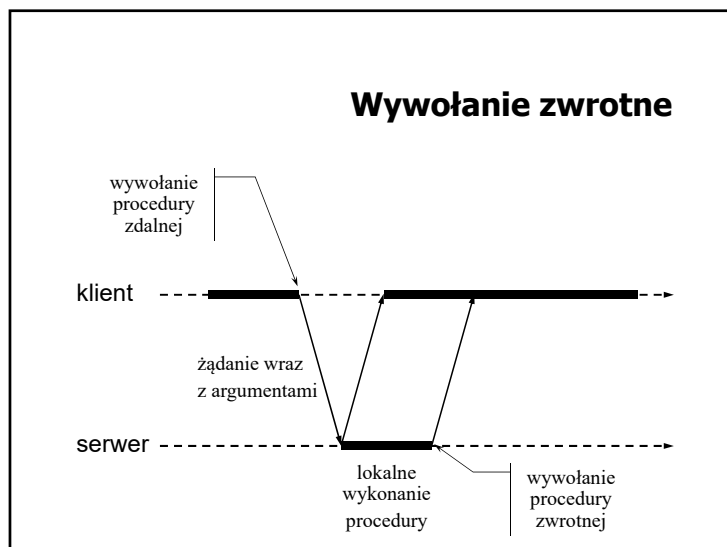 Wywołanie zwrotne
wywołanie
procedury
zdalnej
klient
żądanie wraz
z argumentami
serwer
lokalne
wykonanie
procedury
wywołanie
procedury
zwrotnej